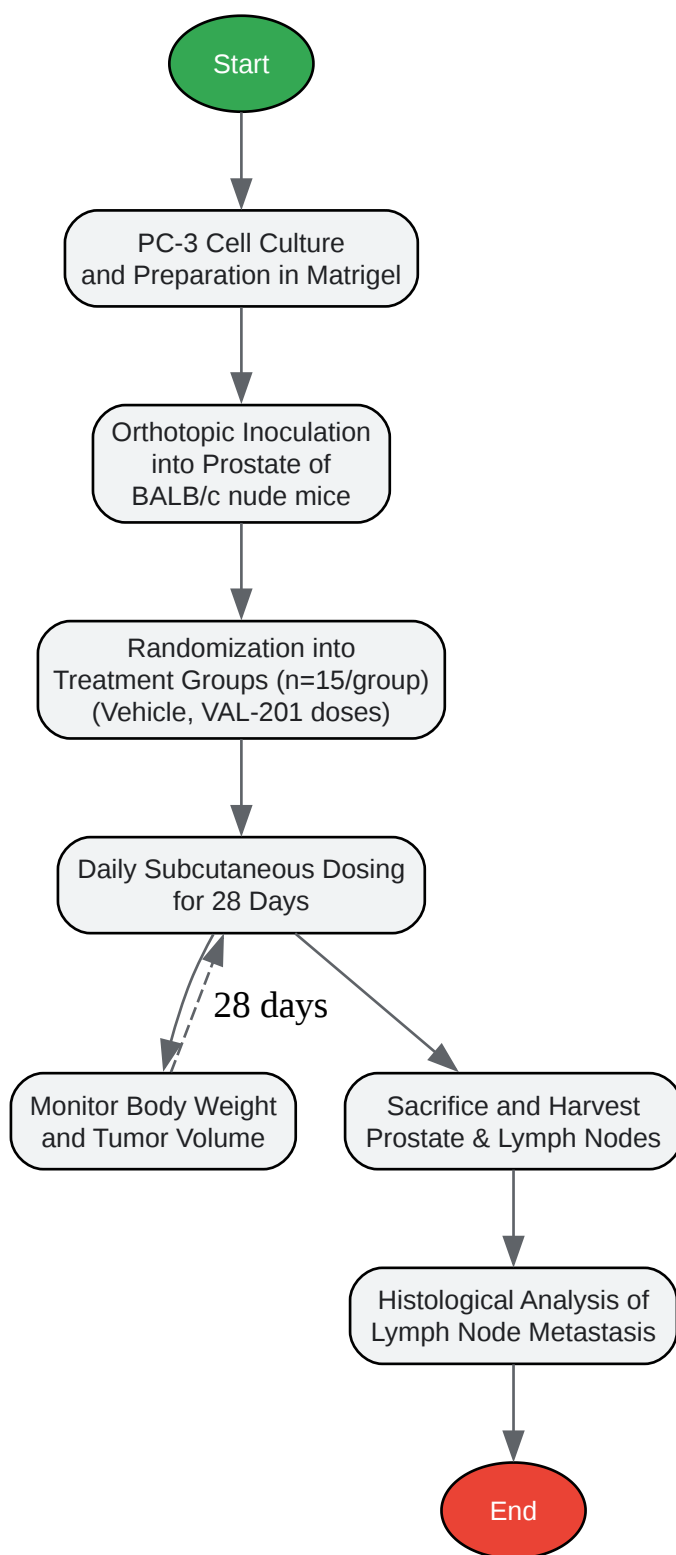 Start
PC-3 Cell Culture
and Preparation in Matrigel
Orthotopic Inoculation
into Prostate of
BALB/c nude mice
Randomization into
Treatment Groups (n=15/group)
(Vehicle, VAL-201 doses)
Daily Subcutaneous Dosing
for 28 Days
28 days
Monitor Body Weight
and Tumor Volume
Sacrifice and Harvest
Prostate & Lymph Nodes
Histological Analysis of
Lymph Node Metastasis
End